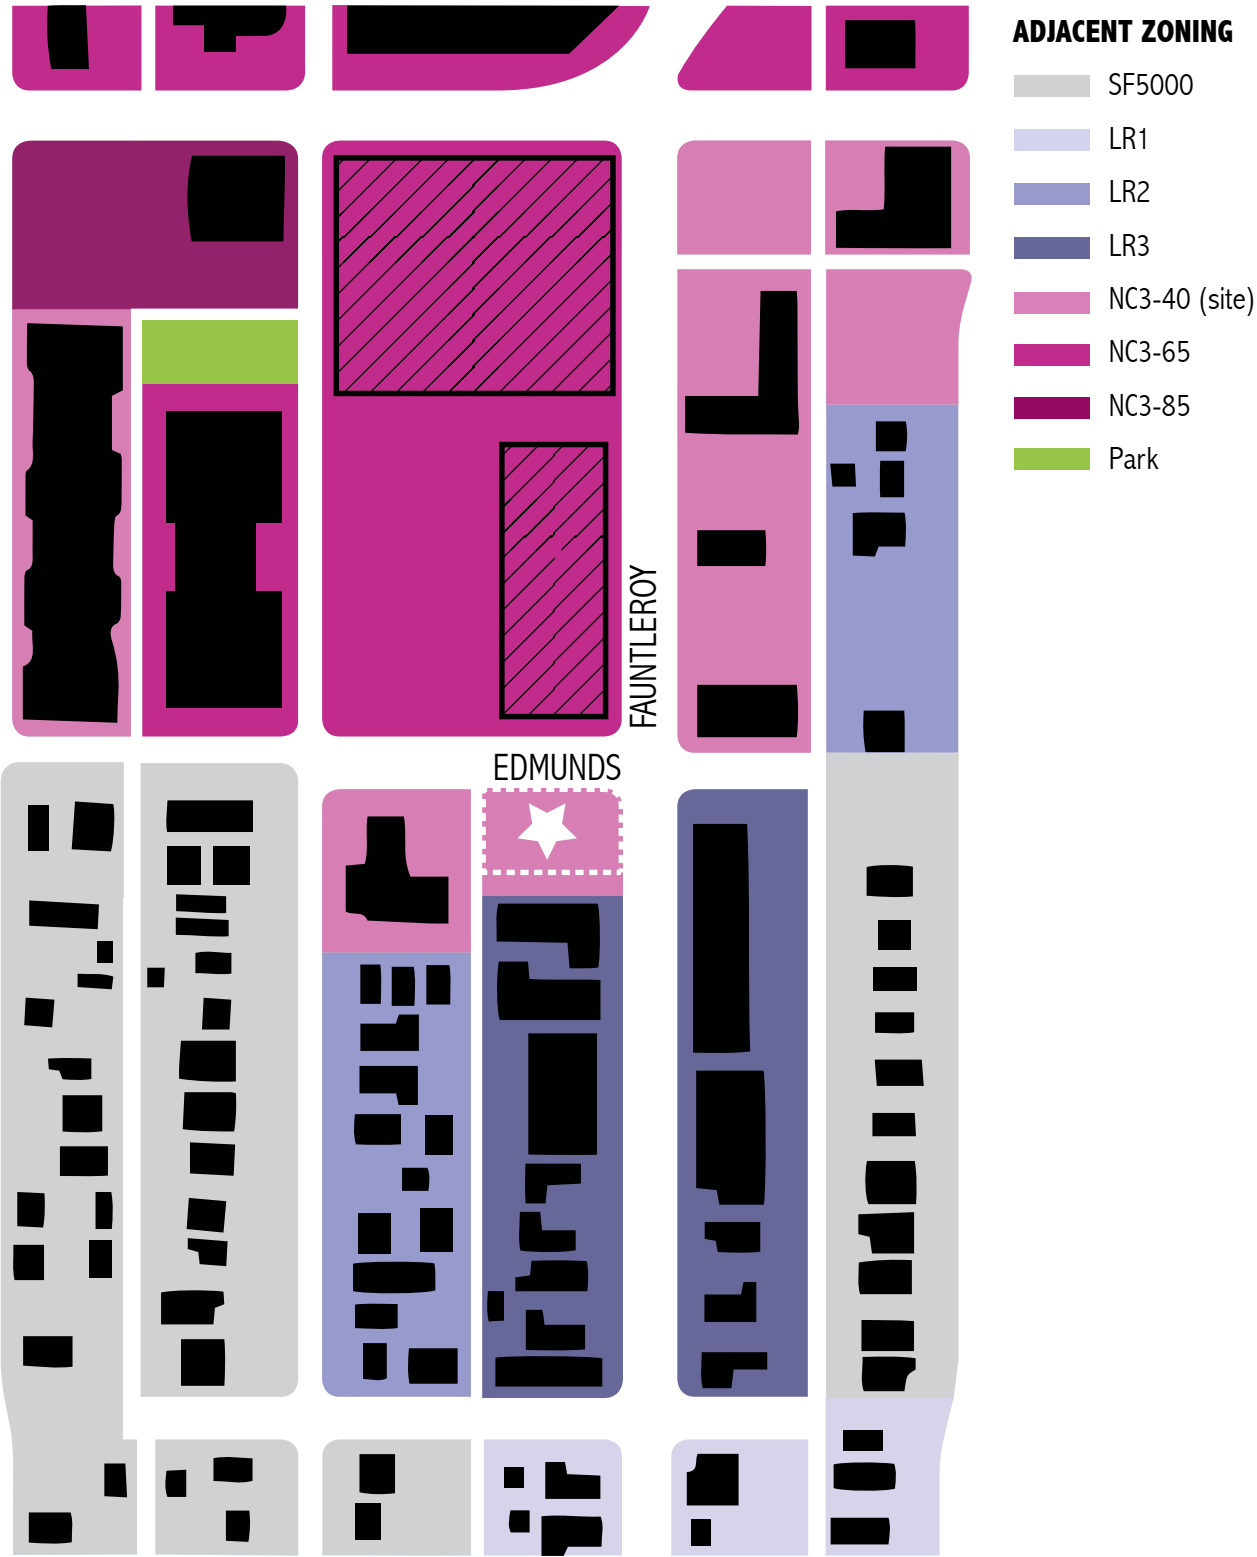 ADJACENT ZONING
SF5000
LR1
LR2
LR3
NC3-40 (site)
NC3-65
NC3-85
Park
FAUNTLEROY
EDMUNDS